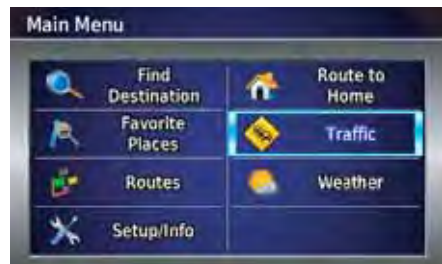 Main Menu
Find
Destination
Route to
Home
Favorite
Places
Traffic
Routes
Weather
Setup/Info